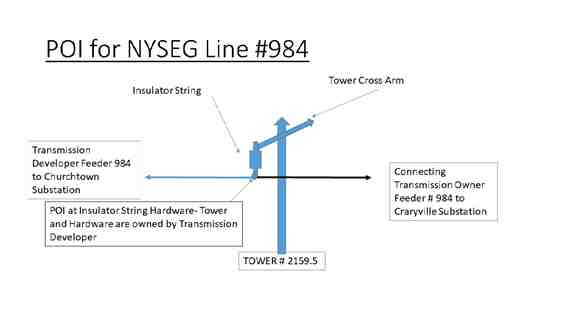 POI for NYSEG Line #984
Tower Cross Arm
Insulator String
Transmission
Developer Feeder 984
to Churchtown
Substation
Connecting
Transmission Owner
Feeder # 984 to
Craryville Substation
POI at Insulator String Hardware- Tower
and Hardware are owned by Transmission
Developer
TOWER # 2159.5